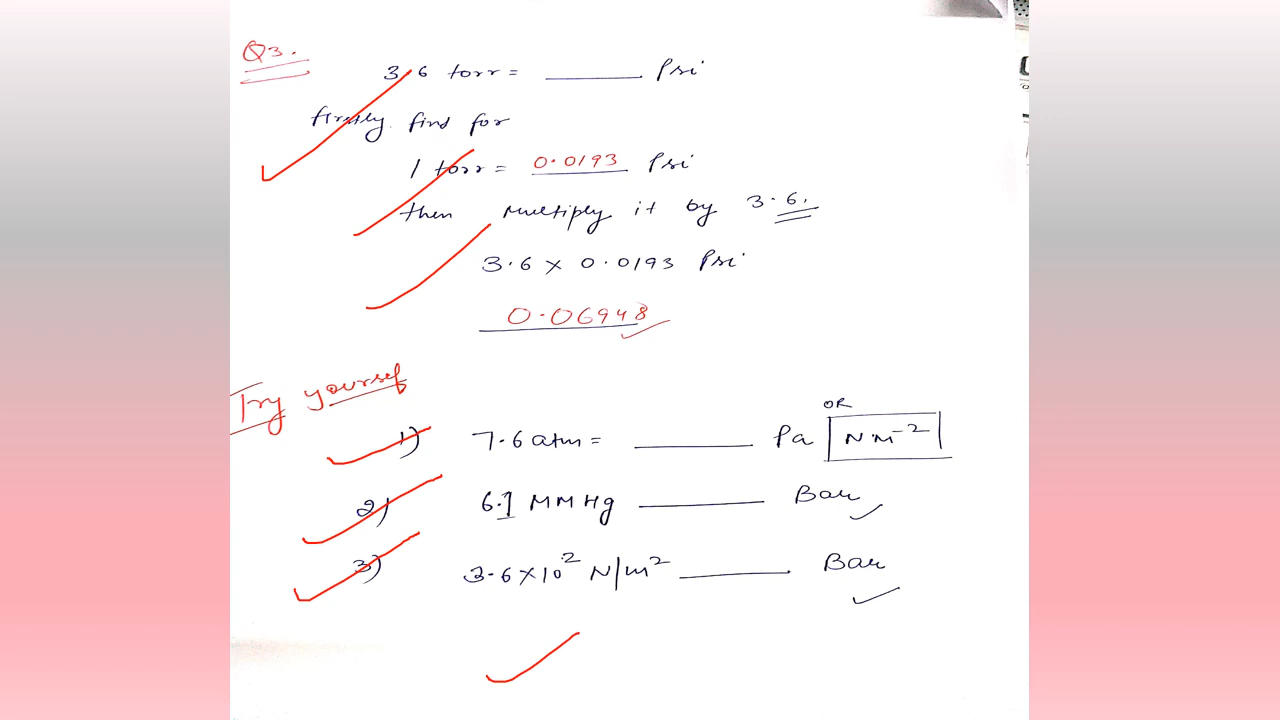 Q3.
3.6 torr = ______ Psi
firstly find for
1 torr = 0.0193 Psi
then multiply it by 3.6.
3.6 × 0.0193 Psi
0.06948
Try yourself
OR
1) 7.6 atm = ______ Pa N m⁻²
2) 6.1 MMHg ______ Bar
3) 3.6×10² N/m² ______ Bar